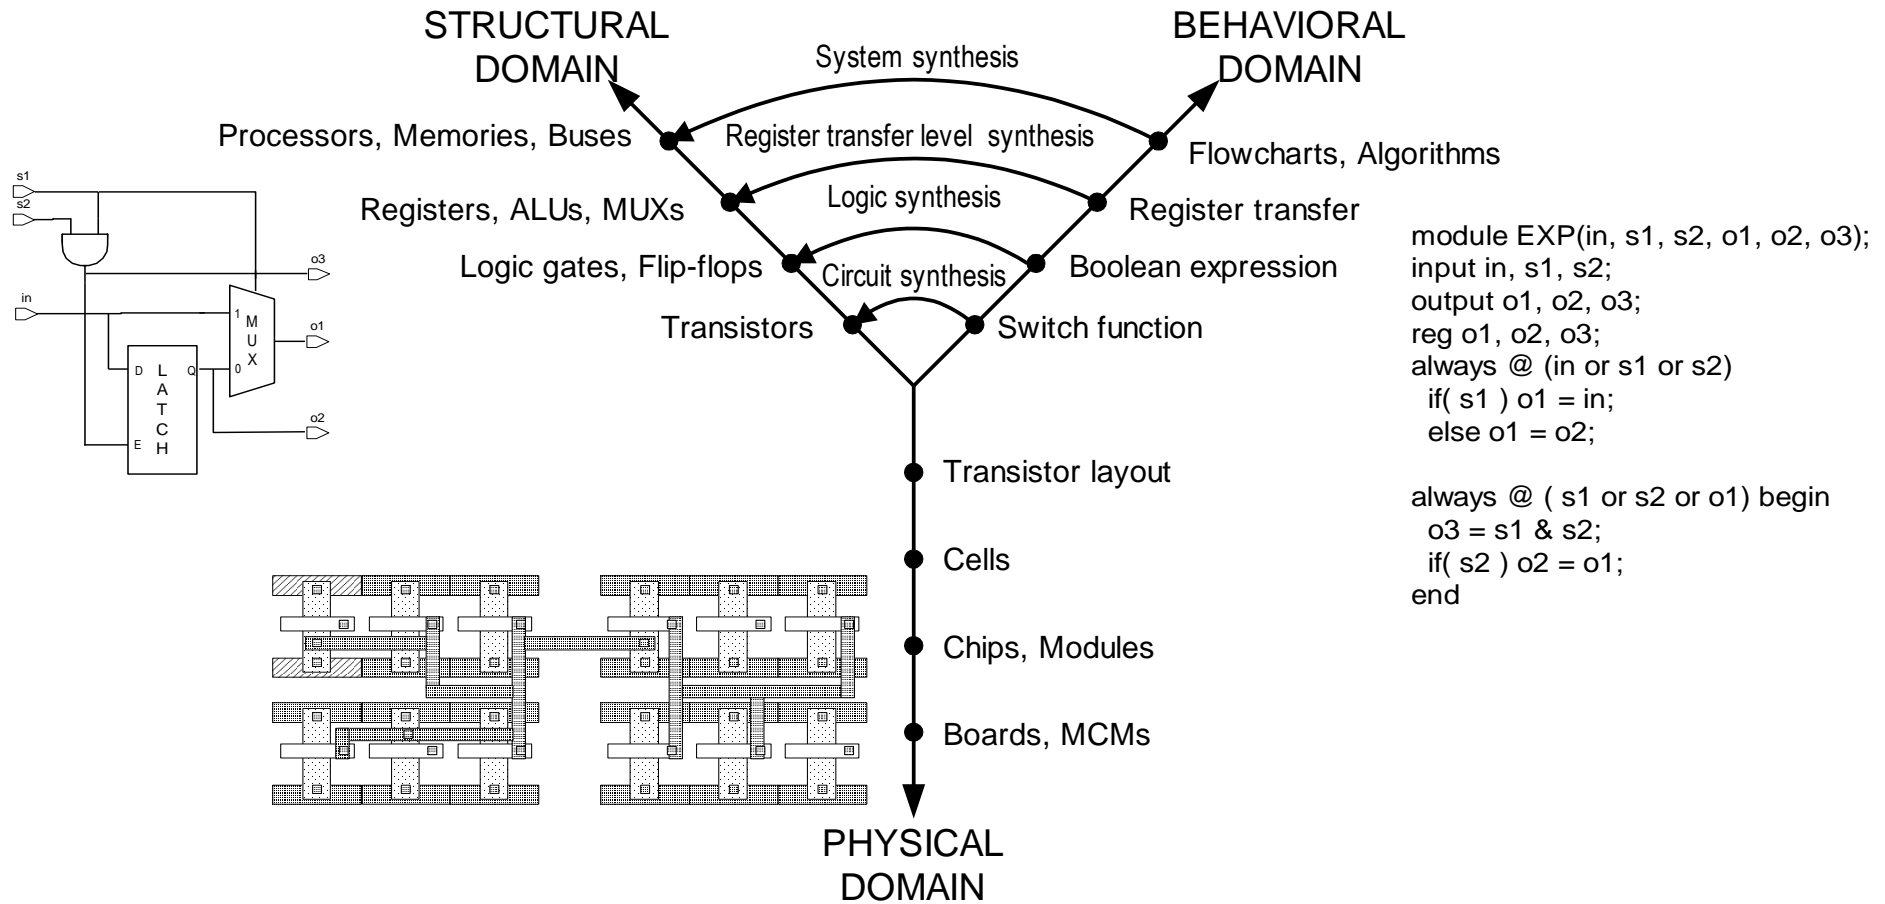 STRUCTURAL
DOMAIN
BEHAVIORAL
DOMAIN
System synthesis
Processors, Memories, Buses
Register transfer level synthesis
Flowcharts, Algorithms
Registers, ALUs, MUXs
Logic synthesis
Register transfer
Logic gates, Flip-flops
Circuit synthesis
Boolean expression
Transistors
Switch function
Transistor layout
Cells
Chips, Modules
Boards, MCMs
PHYSICAL
DOMAIN
s1
s2
o3
in
1
M
U
X
0
o1
D
L
A
T
C
H
Q
E
o2
module EXP(in, s1, s2, o1, o2, o3);
input in, s1, s2;
output o1, o2, o3;
reg o1, o2, o3;
always @ (in or s1 or s2)
if( s1 ) o1 = in;
else o1 = o2;
always @ ( s1 or s2 or o1) begin
o3 = s1 & s2;
if( s2 ) o2 = o1;
end